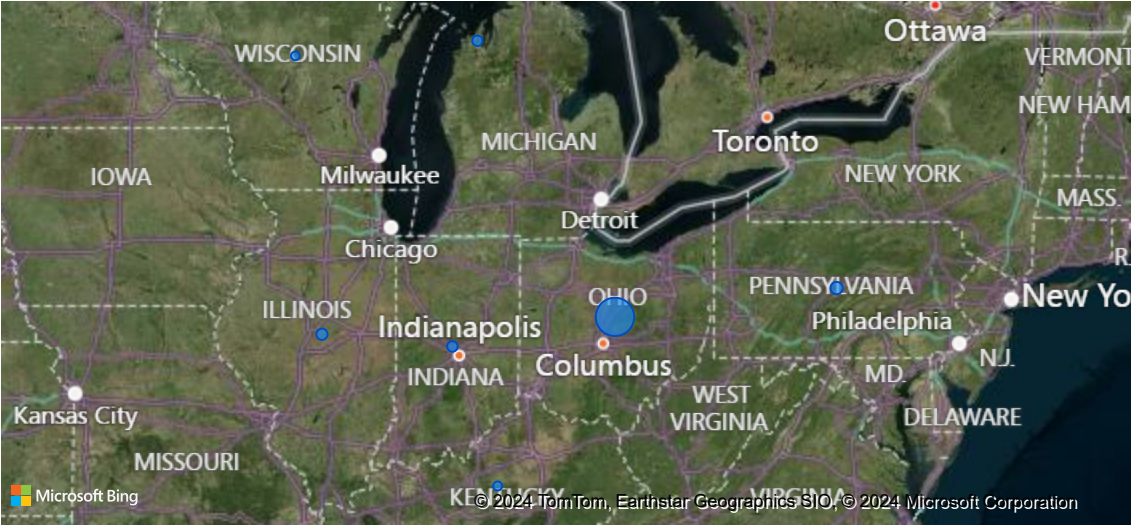 Ottawa
WISCONSIN
VERMONT
NEW HAM
MICHIGAN
Toronto
IOWA
Milwaukee
NEW YORK
MASS.
Detroit
Chicago
R.
PENNSYLVANIA
OHIO
New Yo
ILLINOIS
Indianapolis
Philadelphia
Columbus
N.J.
INDIANA
MD.
WEST
VIRGINIA
Kansas City
DELAWARE
MISSOURI
Microsoft Bing
KENTUCKY
VIRGINIA
© 2024 TomTom, Earthstar Geographics SIO, © 2024 Microsoft Corporation